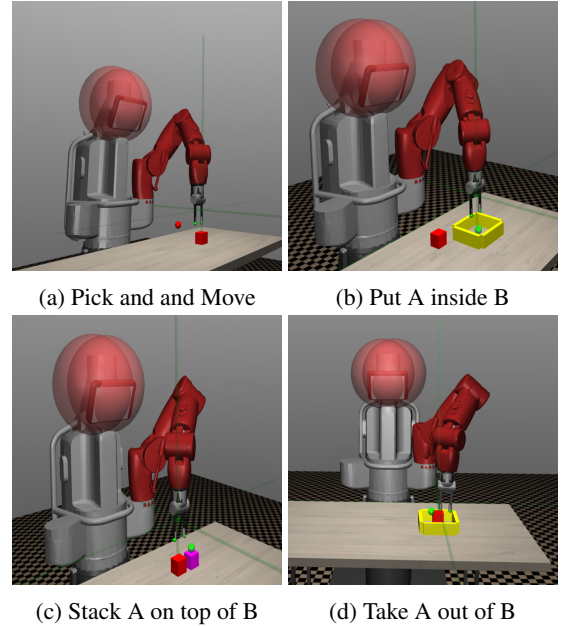 (a) Pick and and Move
(b) Put A inside B
(c) Stack A on top of B
(d) Take A out of B